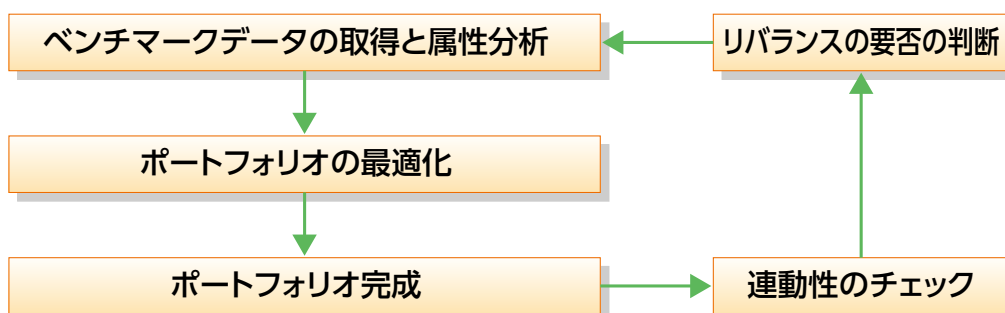 ベンチマークデータの取得と属性分析
リバランスの要否の判断
ポートフォリオの最適化
ポートフォリオ完成
連動性のチェック